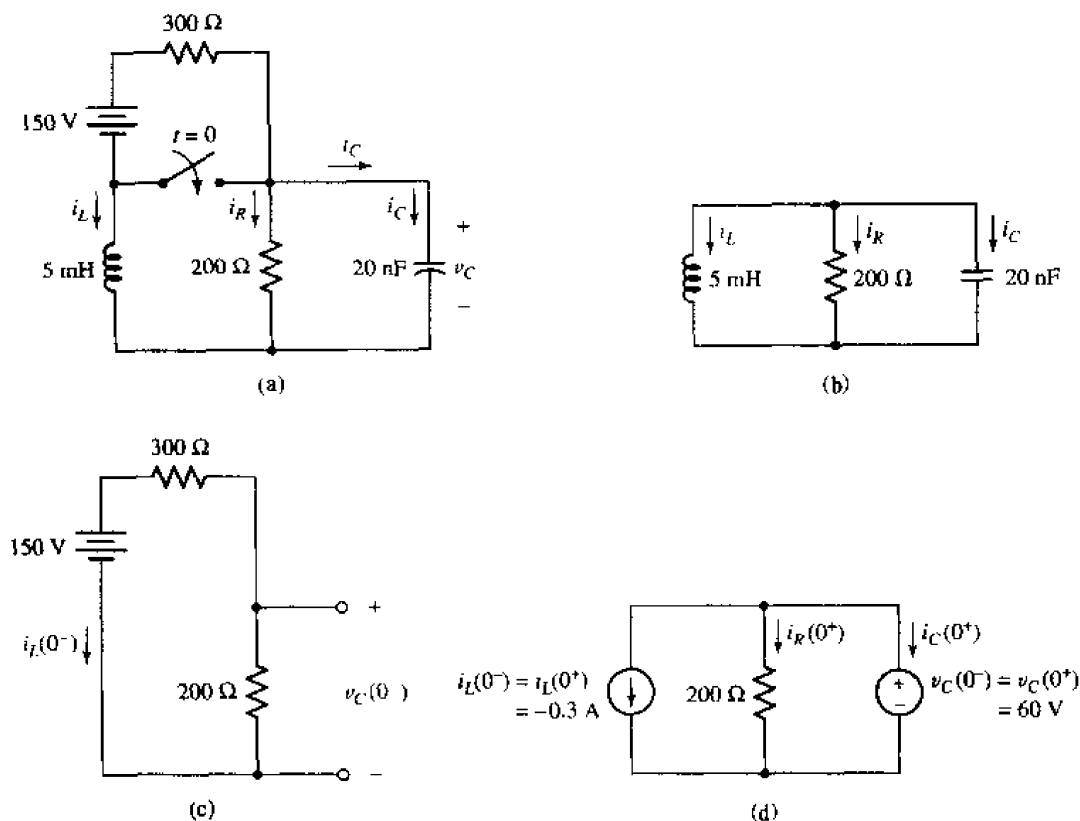 300 Ω
150 V
t = 0
i_C
i_L
i_R
i_C
+
5 mH
200 Ω
20 nF
v_C
−
(a)
i_L
i_R
i_C
5 mH
200 Ω
20 nF
(b)
300 Ω
150 V
+
i_L(0⁻)
200 Ω
v_C(0⁻)
−
(c)
i_R(0⁺)
i_C(0⁺)
i_L(0⁻) = i_L(0⁺)
= −0.3 A
200 Ω
+
−
v_C(0⁻) = v_C(0⁺)
= 60 V
(d)